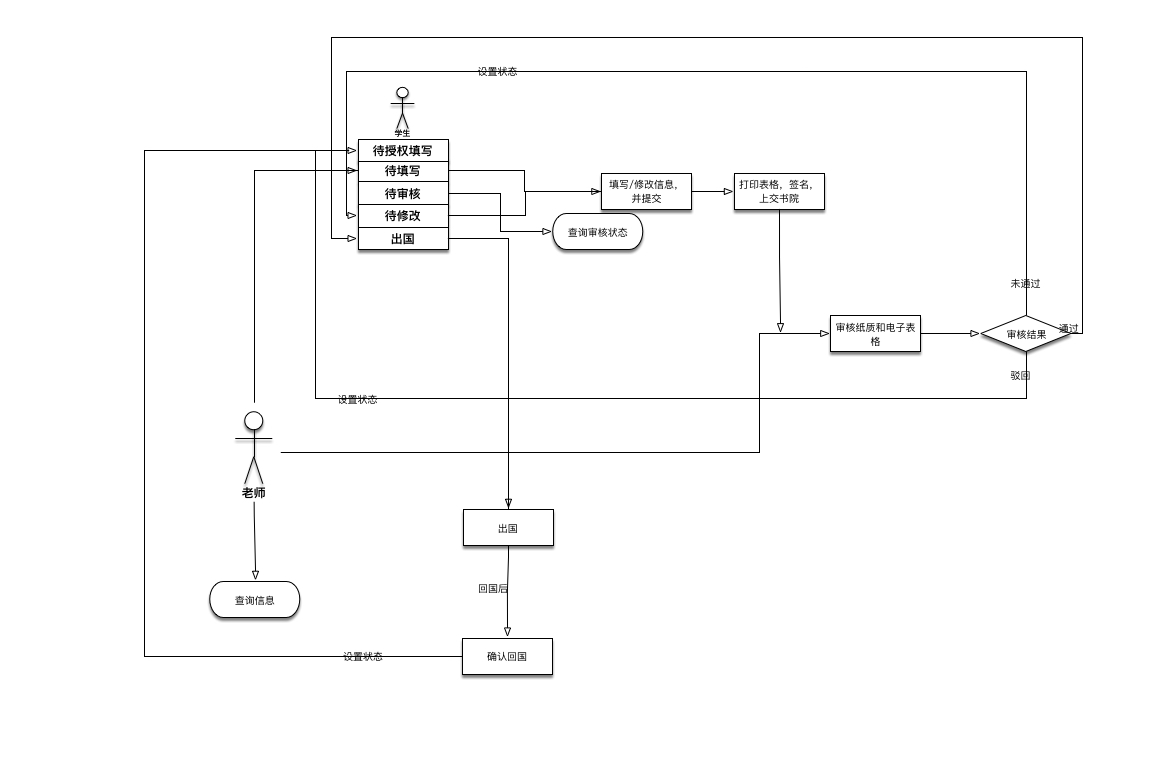 设置状态
学生
待授权填写
待填写
待审核
待修改
出国
填写/修改信息，
并提交
打印表格，签名，
上交书院
查询审核状态
未通过
审核纸质和电子表
格
审核结果
通过
驳回
设置状态
老师
出国
回国后
查询信息
设置状态
确认回国